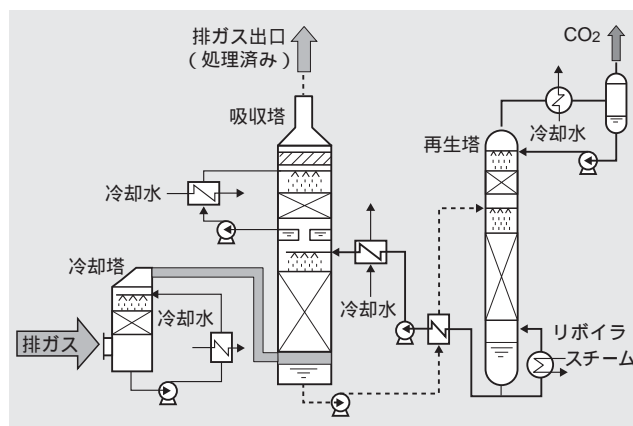 排ガス出口
（処理済み）
CO2
吸収塔
再生塔
冷却水
冷却水
冷却塔
冷却水
冷却水
リボイラ
排ガス
スチーム